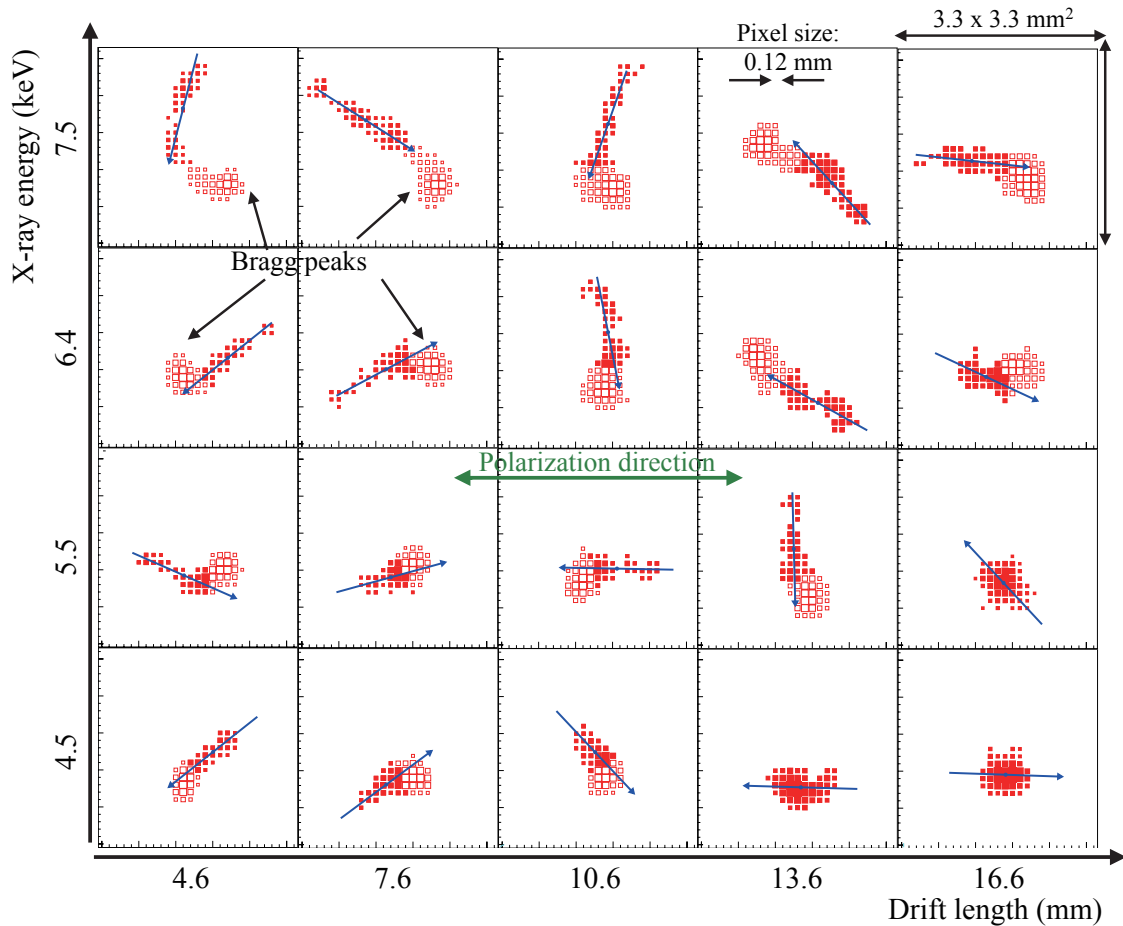 3.3 x 3.3 mm²
Pixel size:
0.12 mm
X-ray energy (keV)
7.5
Bragg peaks
6.4
Polarization direction
5.5
4.5
4.6 7.6 10.6 13.6 16.6
Drift length (mm)